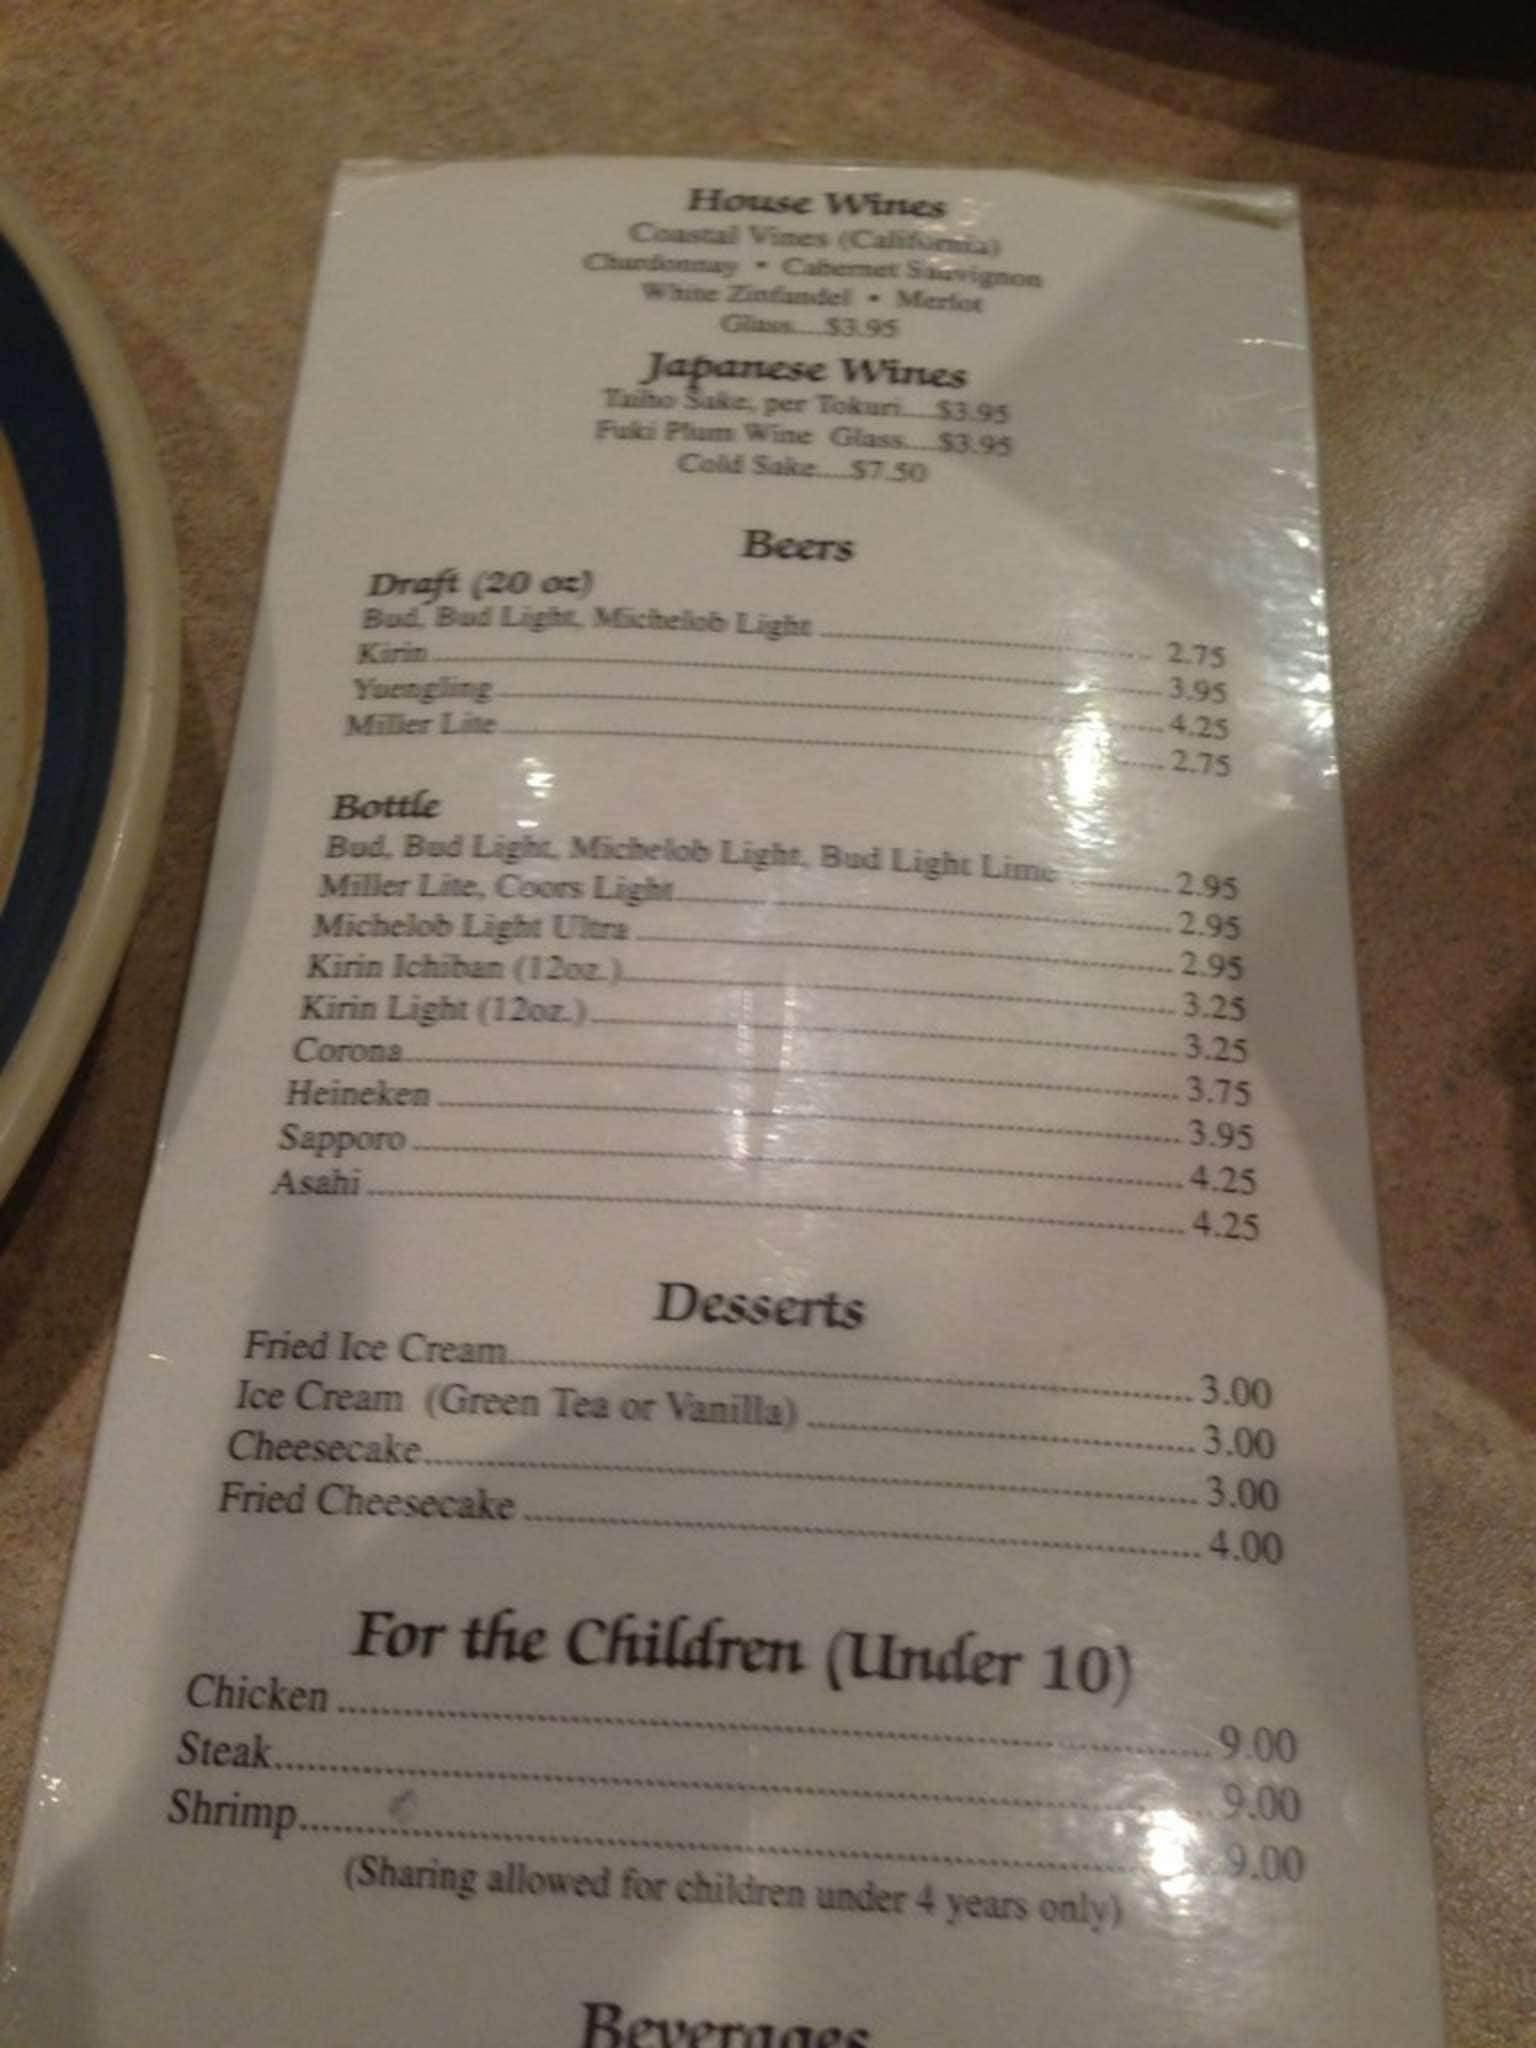 House Wines
Coastal Vines (California)
Chardonnay • Cabernet Sauvignon
White Zinfandel • Merlot
Glass....$3.95
Japanese Wines
Taiho Sake, per Tokuri....$3.95
Fuki Plum Wine Glass....$3.95
Cold Sake....$7.50
Beers
Draft (20 oz)
Bud, Bud Light, Michelob Light 2.75
Kirin 3.95
Yuengling 4.25
Miller Lite 2.75
Bottle
Bud, Bud Light, Michelob Light, Bud Light Lime 2.95
Miller Lite, Coors Light 2.95
Michelob Light Ultra 2.95
Kirin Ichiban (12oz.) 3.25
Kirin Light (12oz.) 3.25
Corona 3.75
Heineken 3.95
Sapporo 4.25
Asahi 4.25
Desserts
Fried Ice Cream 3.00
Ice Cream (Green Tea or Vanilla) 3.00
Cheesecake 3.00
Fried Cheesecake 4.00
For the Children (Under 10)
Chicken 9.00
Steak 9.00
Shrimp 9.00
(Sharing allowed for children under 4 years only)
Beverages